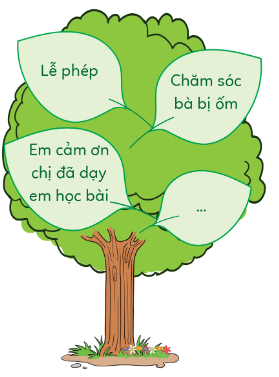 Lễ phép
Chăm sóc
bà bị ốm
Em cảm ơn
chị đã dạy
em học bài
...